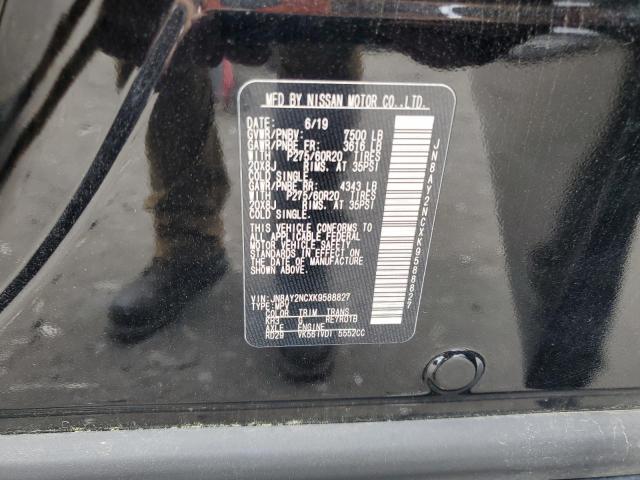 MFD BY NISSAN MOTOR CO.,LTD.
DATE: 6/19
GVWR/PNBV: 7500 LB
GAWR/PNBE FR: 3616 LB
WITH P275/60R20 TIRES
20X8J RIMS, AT 35PSI
COLD SINGLE.
GAWR/PNBE RR: 4343 LB
WITH P275/60R20 TIRES
20X8J RIMS, AT 35PSI
COLD SINGLE.
THIS VEHICLE CONFORMS TO
ALL APPLICABLE FEDERAL
MOTOR VEHICLE SAFETY
STANDARDS IN EFFECT ON
THE DATE OF MANUFACTURE
SHOWN ABOVE.
VIN: JN8AY2NCXK9588827
TYPE: MPV
COLOR TRIM TRANS
KH3 G RE7R01B
AXLE ENGINE
RD29 VK56(VD) 5552CC
JN8AY2NCXK9588827